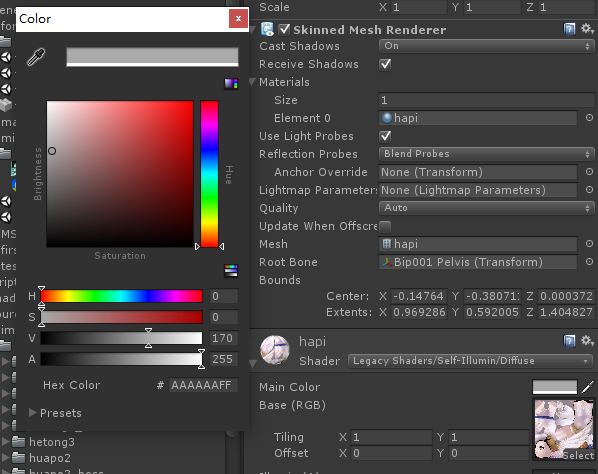 Color
Brightness
Hue
Saturation
H 0
S 0
V 170
A 255
Hex Color # AAAAAAFF
Presets
hetong3
huapo2
huapo2_boss
Scale X 1 Y 1 Z 1
Skinned Mesh Renderer
Cast Shadows On
Receive Shadows
Materials
Size 1
Element 0 hapi
Use Light Probes
Reflection Probes Blend Probes
Anchor Override None (Transform)
Lightmap Parameters None (Lightmap Parameters)
Quality Auto
Update When Offscre
Mesh hapi
Root Bone Bip001 Pelvis (Transform)
Bounds
Center: X -0.14764 Y -0.38071 Z 0.000372
Extents: X 0.969286 Y 0.592005 Z 1.404827
hapi
Shader Legacy Shaders/Self-Illumin/Diffuse
Main Color
Base (RGB)
Tiling X 1 Y 1
Offset X 0 Y 0
Select